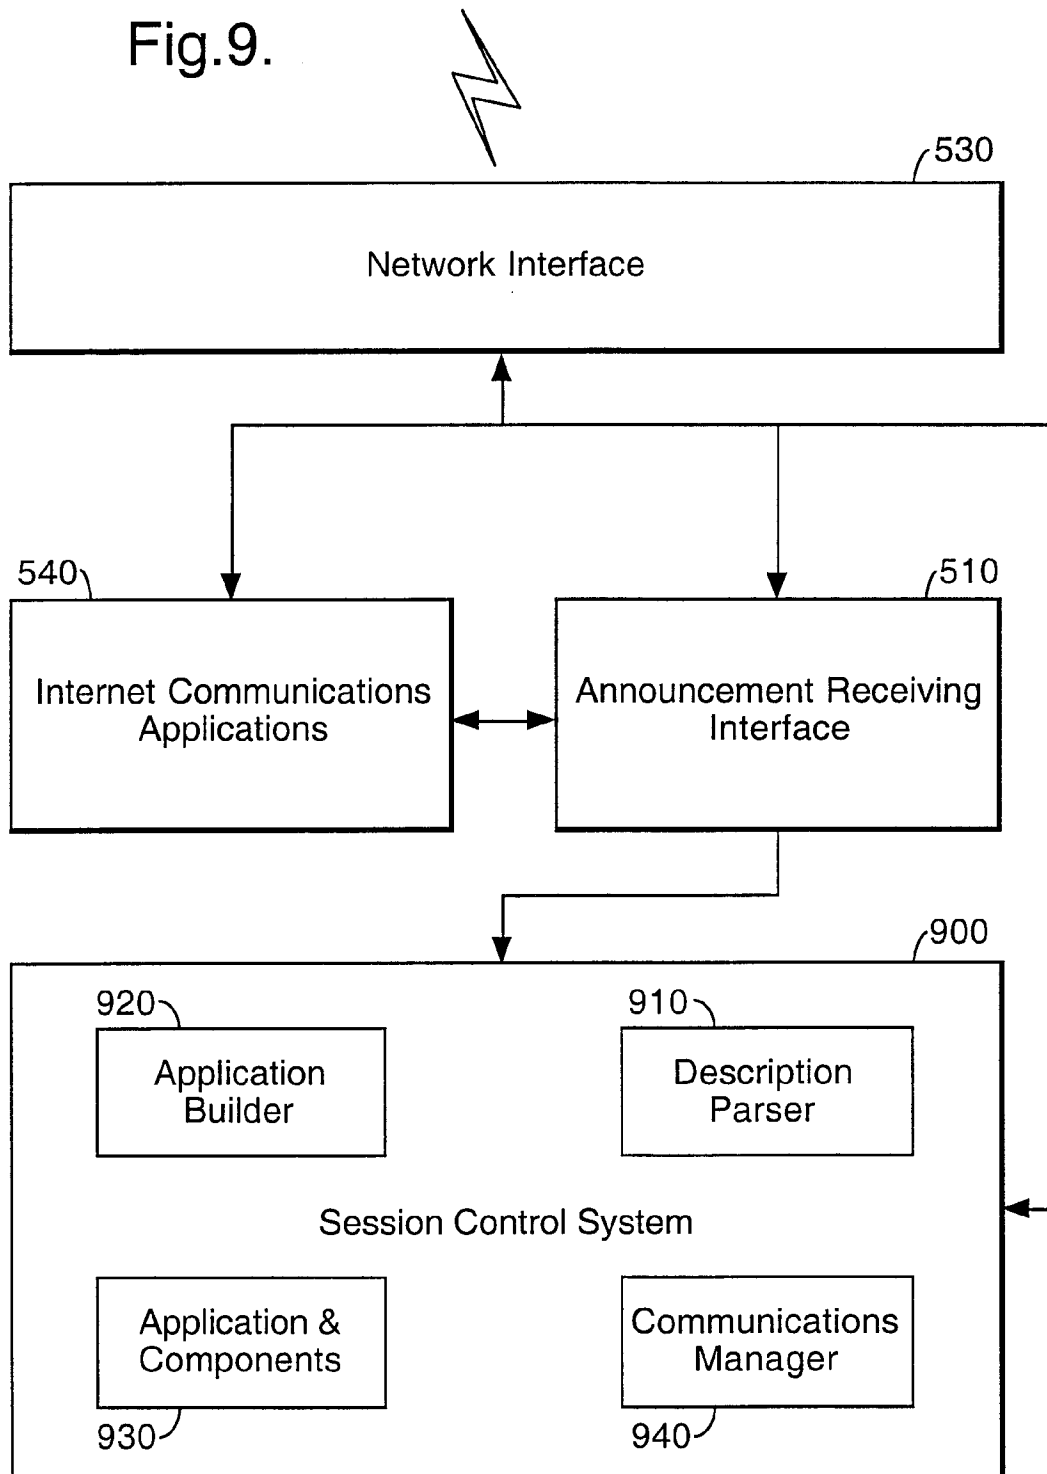 Fig.9.
530
Network Interface
540
510
Internet Communications
Applications
Announcement Receiving
Interface
900
920
910
Application
Builder
Description
Parser
Session Control System
Application &
Components
Communications
Manager
930
940